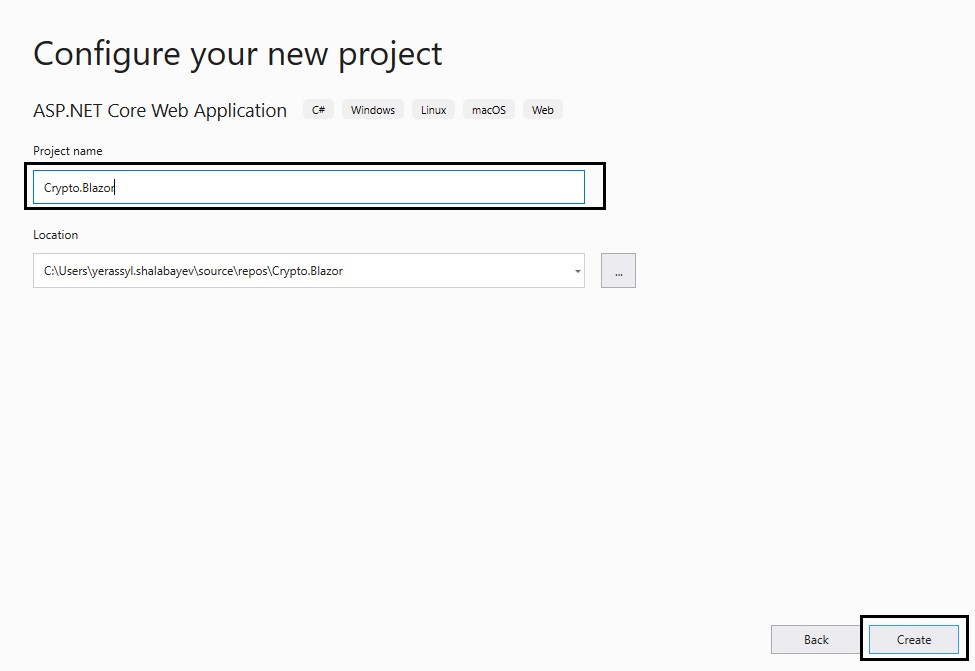 Configure your new project
ASP.NET Core Web Application C# Windows Linux macOS Web
Project name
Crypto.Blazor
Location
C:\Users\yerassyl.shalabayev\source\repos\Crypto.Blazor ...
Back Create